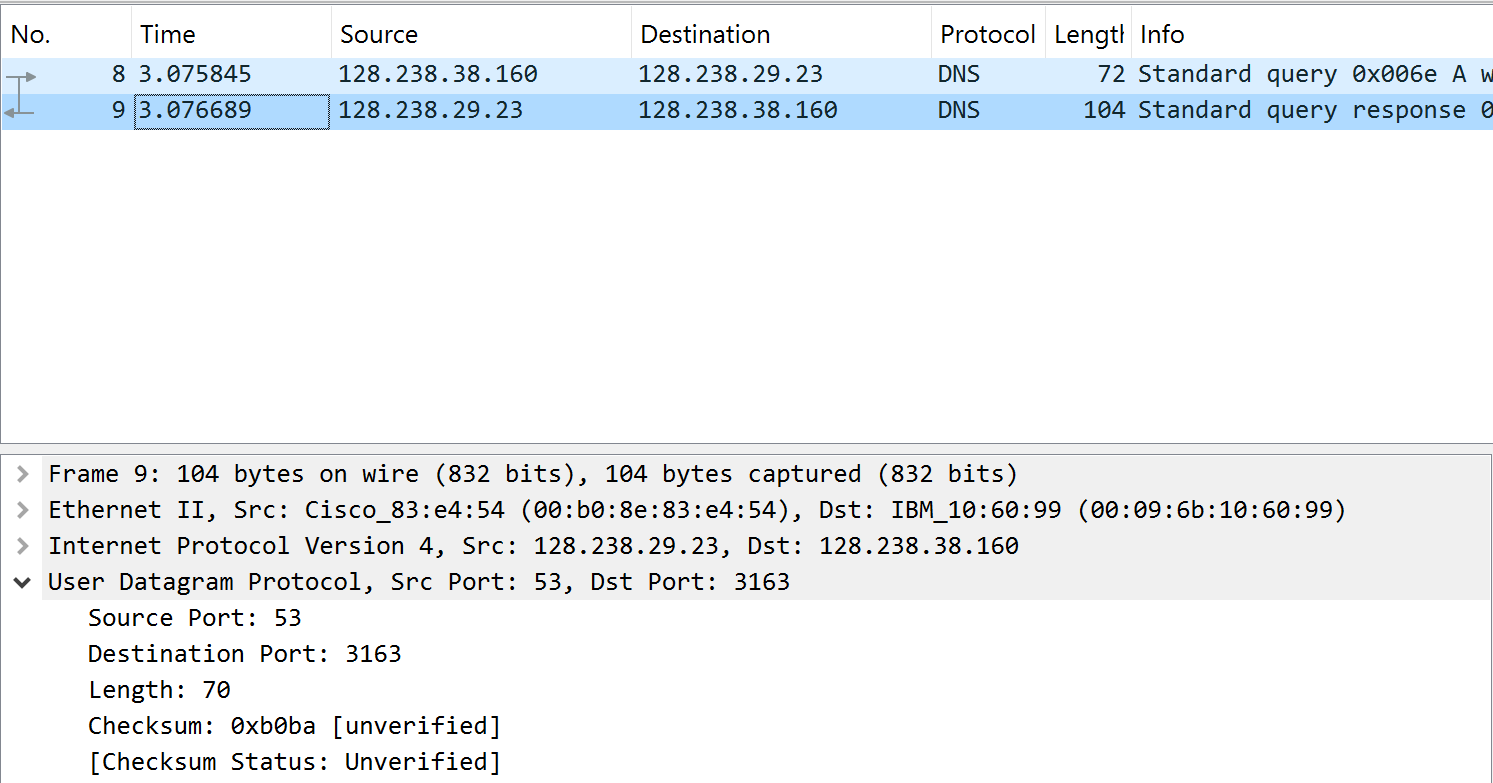 No. Time Source Destination Protocol Length Info
8 3.075845 128.238.38.160 128.238.29.23 DNS 72 Standard query 0x006e A w
9 3.076689 128.238.29.23 128.238.38.160 DNS 104 Standard query response 0
Frame 9: 104 bytes on wire (832 bits), 104 bytes captured (832 bits)
Ethernet II, Src: Cisco_83:e4:54 (00:b0:8e:83:e4:54), Dst: IBM_10:60:99 (00:09:6b:10:60:99)
Internet Protocol Version 4, Src: 128.238.29.23, Dst: 128.238.38.160
User Datagram Protocol, Src Port: 53, Dst Port: 3163
Source Port: 53
Destination Port: 3163
Length: 70
Checksum: 0xb0ba [unverified]
[Checksum Status: Unverified]